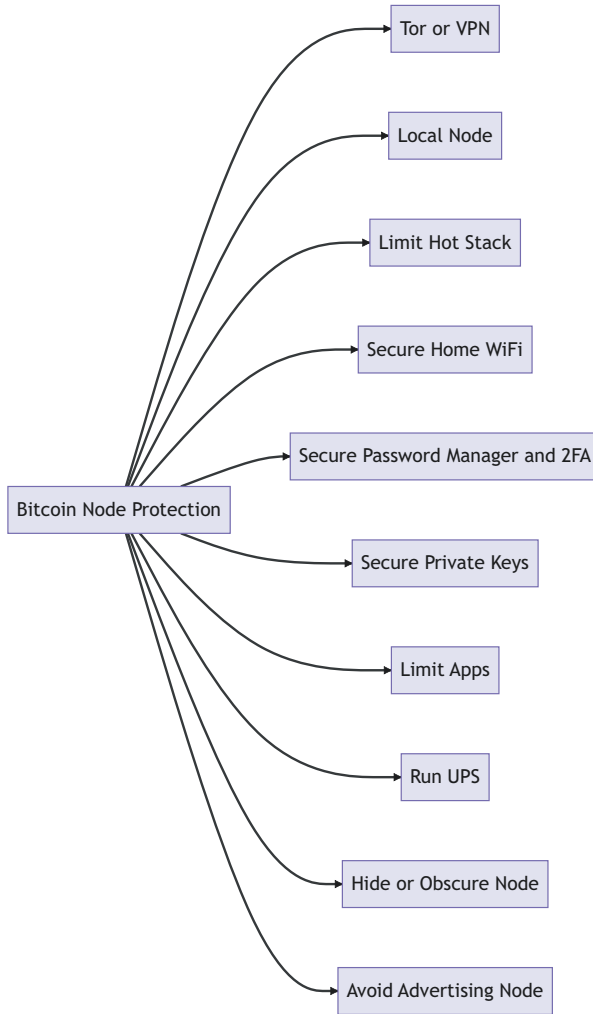 Tor or VPN
Local Node
Limit Hot Stack
Secure Home WiFi
Secure Password Manager and 2FA
Bitcoin Node Protection
Secure Private Keys
Limit Apps
Run UPS
Hide or Obscure Node
Avoid Advertising Node